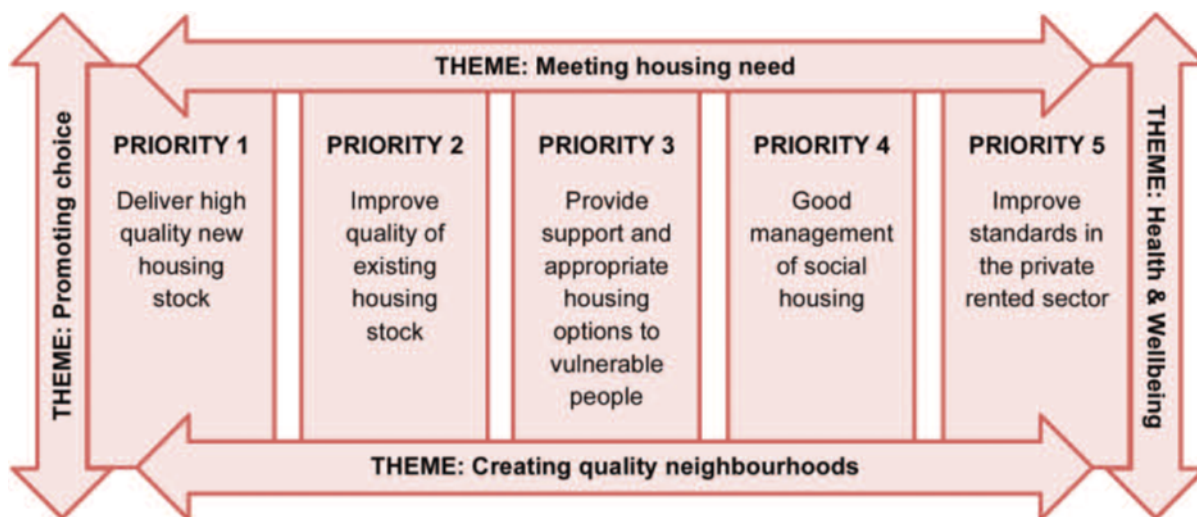 THEME: Meeting housing need
THEME: Promoting choice
PRIORITY 1
Deliver high
quality new
housing
stock
PRIORITY 2
Improve
quality of
existing
housing
stock
PRIORITY 3
Provide
support and
appropriate
housing
options to
vulnerable
people
PRIORITY 4
Good
management
of social
housing
PRIORITY 5
Improve
standards in
the private
rented sector
THEME: Health & Wellbeing
THEME: Creating quality neighbourhoods